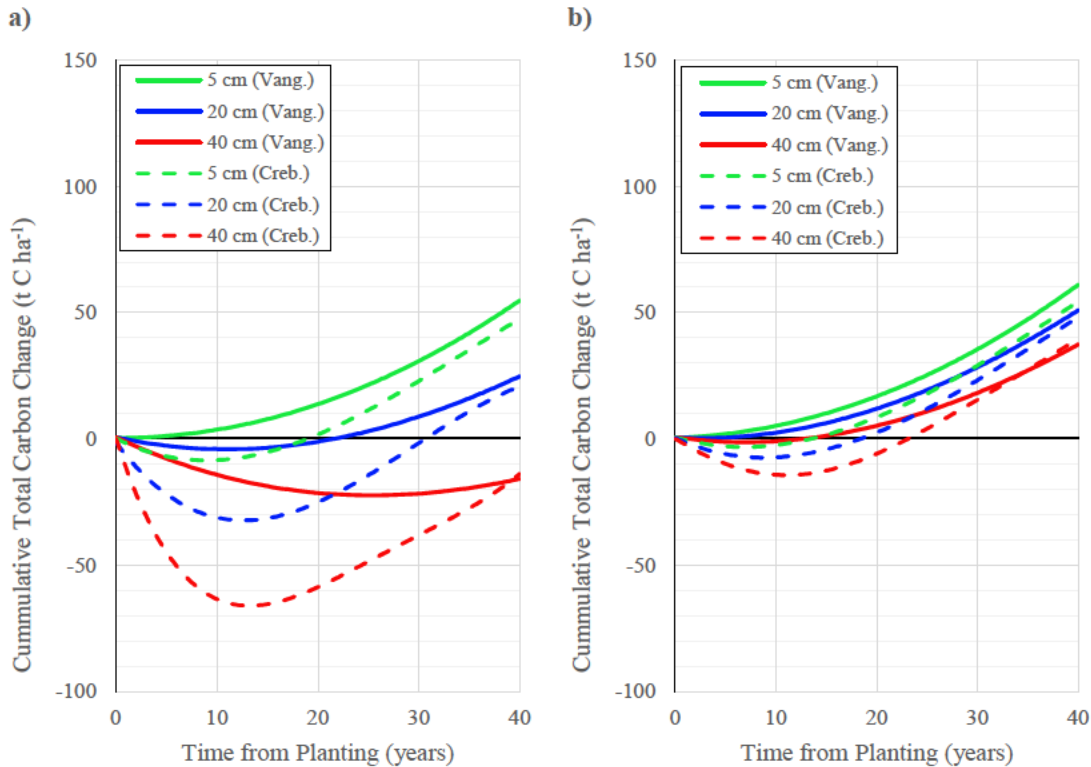 a)
150
100
50
0
-50
-100
Cummulative Total Carbon Change (t C ha⁻¹)
5 cm (Vang.)
20 cm (Vang.)
40 cm (Vang.)
5 cm (Creb.)
20 cm (Creb.)
40 cm (Creb.)
0 10 20 30 40
Time from Planting (years)
b)
150
100
50
0
-50
-100
Cummulative Total Carbon Change (t C ha⁻¹)
5 cm (Vang.)
20 cm (Vang.)
40 cm (Vang.)
5 cm (Creb.)
20 cm (Creb.)
40 cm (Creb.)
0 10 20 30 40
Time from Planting (years)